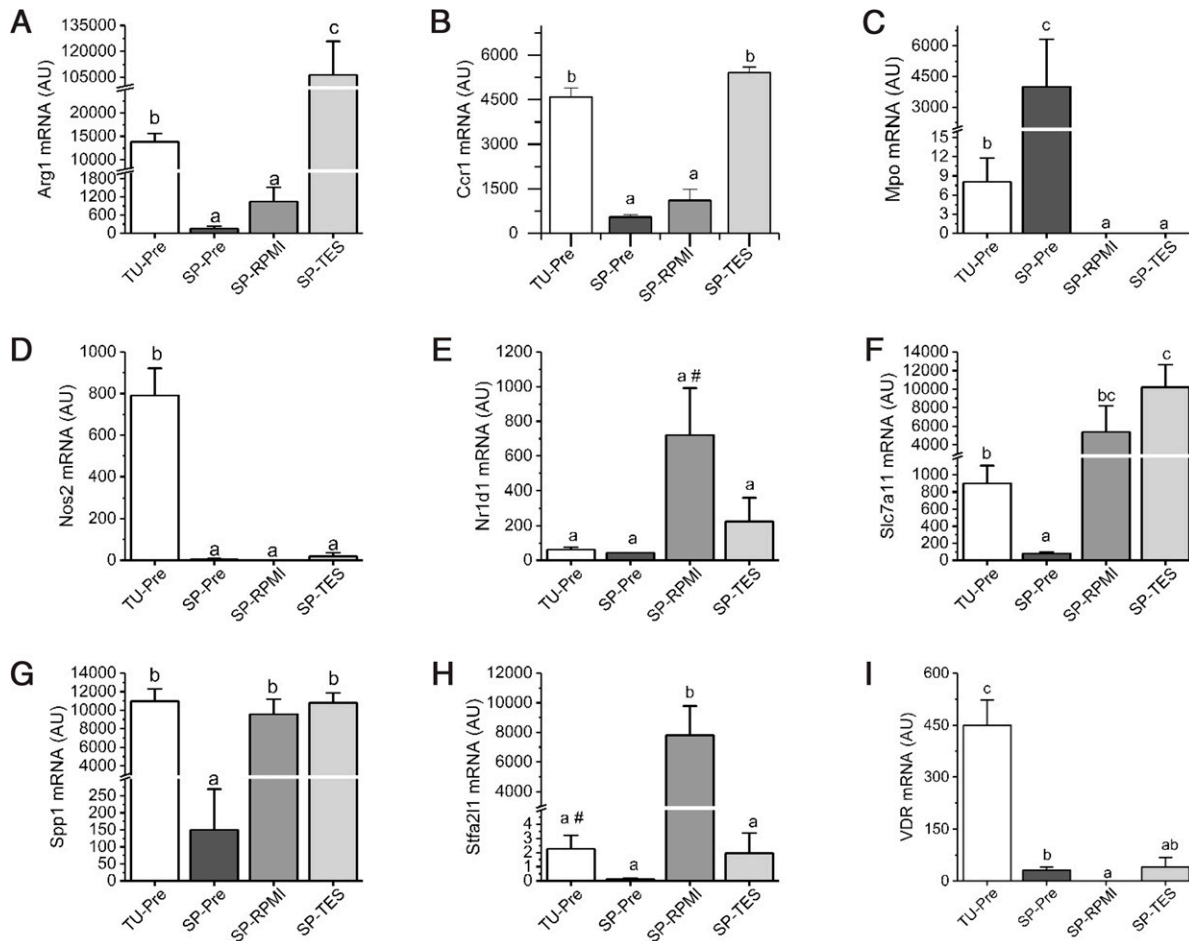 A
Arg1 mRNA (AU)
135000
120000
105000
20000
15000
10000
1800
1200
600
0
b
a
a
c
TU-Pre
SP-Pre
SP-RPMI
SP-TES
B
Ccr1 mRNA (AU)
6000
4500
3000
1500
0
b
a
a
b
TU-Pre
SP-Pre
SP-RPMI
SP-TES
C
Mpo mRNA (AU)
6000
4500
3000
15
12
9
6
3
0
b
c
a
a
TU-Pre
SP-Pre
SP-RPMI
SP-TES
D
Nos2 mRNA (AU)
1000
800
600
400
200
0
b
a
a
a
TU-Pre
SP-Pre
SP-RPMI
SP-TES
E
Nr1d1 mRNA (AU)
1200
1000
800
600
400
200
0
a
a
a #
a
TU-Pre
SP-Pre
SP-RPMI
SP-TES
F
Slc7a11 mRNA (AU)
14000
12000
10000
8000
6000
4000
1000
800
600
400
200
0
b
a
bc
c
TU-Pre
SP-Pre
SP-RPMI
SP-TES
G
Spp1 mRNA (AU)
14000
12000
10000
8000
6000
4000
250
200
150
100
50
0
b
a
b
b
TU-Pre
SP-Pre
SP-RPMI
SP-TES
H
Stfa2l1 mRNA (AU)
12000
10000
8000
6000
4000
4
3
2
1
0
a #
a
b
a
TU-Pre
SP-Pre
SP-RPMI
SP-TES
I
VDR mRNA (AU)
600
450
300
150
0
c
b
a
ab
TU-Pre
SP-Pre
SP-RPMI
SP-TES